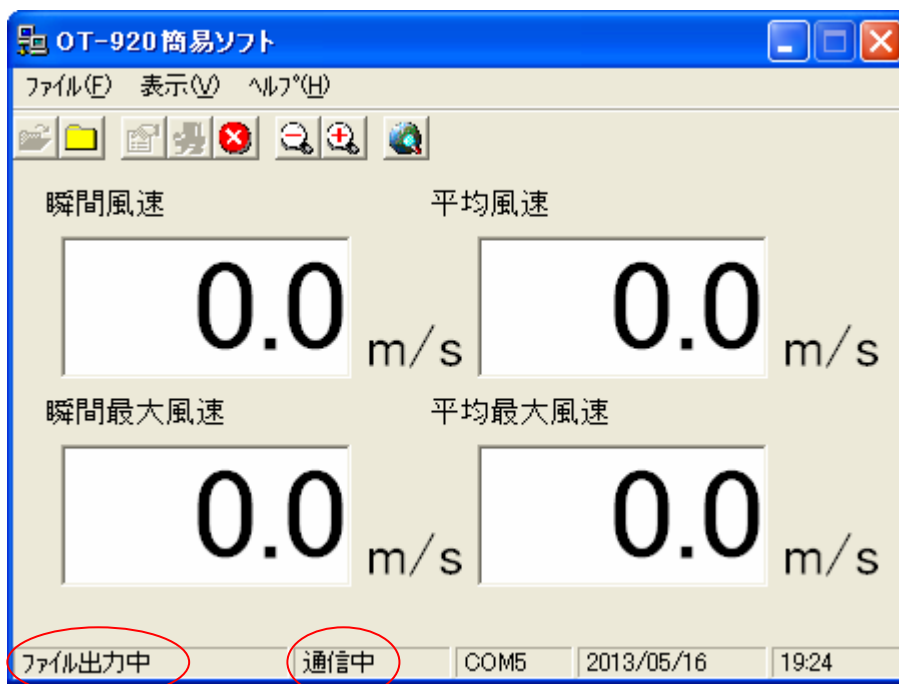 OT-920簡易ソフト
ファイル(F) 表示(V) ヘルプ(H)
瞬間風速 平均風速
0.0 m/s 0.0 m/s
瞬間最大風速 平均最大風速
0.0 m/s 0.0 m/s
ファイル出力中 通信中 COM5 2013/05/16 19:24